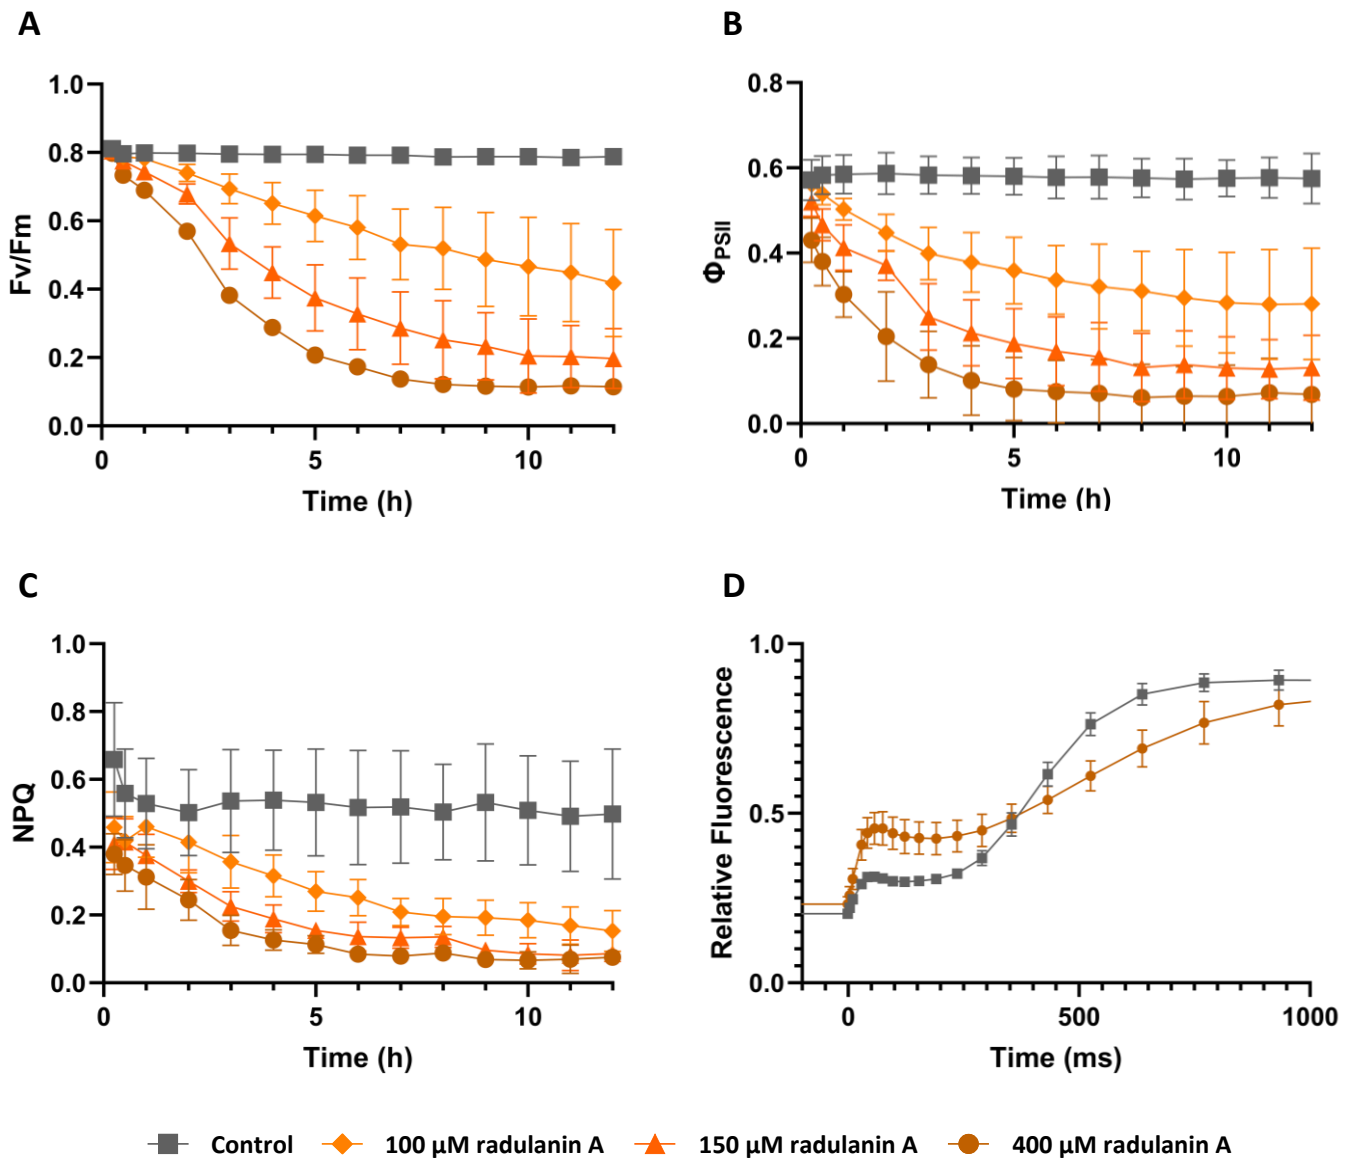 A
B
1.0
0.8
0.6
0.4
0.2
0.0
Fv/Fm
0
5
10
Time (h)
0.8
0.6
0.4
0.2
0.0
ΦPSII
0
5
10
Time (h)
C
D
1.0
0.8
0.6
0.4
0.2
0.0
NPQ
0
5
10
Time (h)
1.0
0.5
0.0
Relative Fluorescence
0
500
1000
Time (ms)
Control
100 µM radulanin A
150 µM radulanin A
400 µM radulanin A